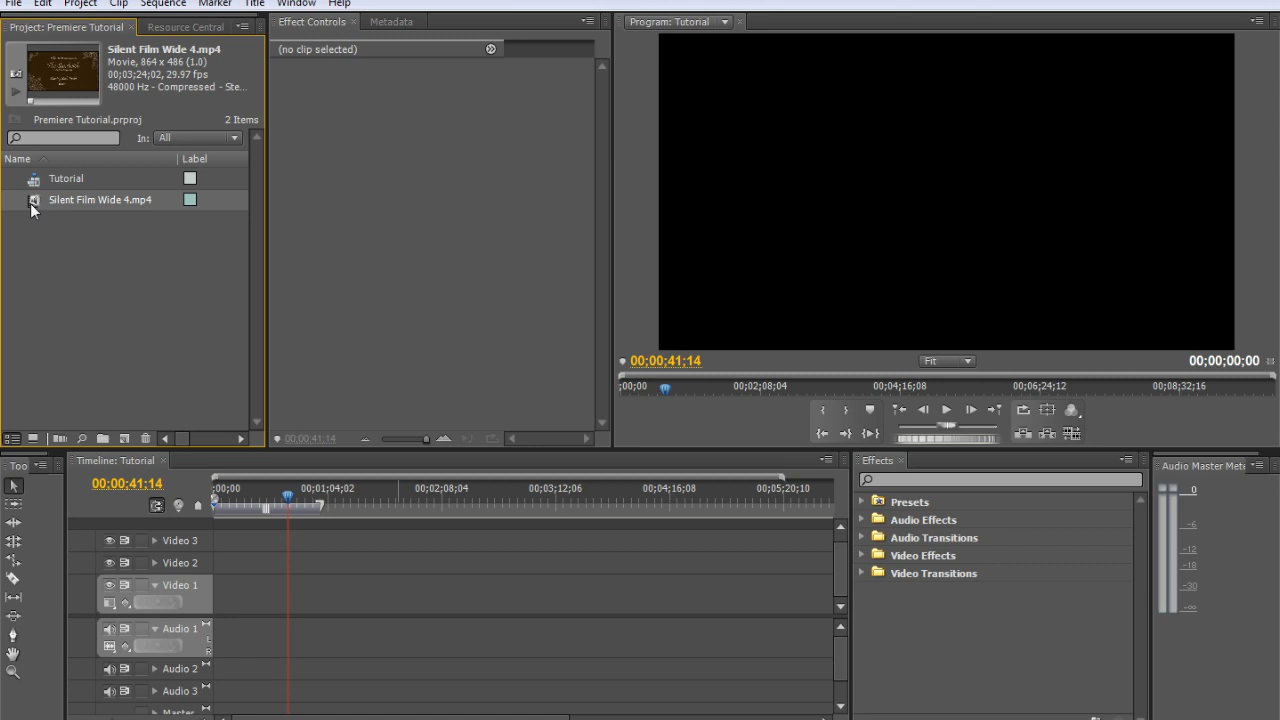 File Edit Project Clip Sequence Marker Title Window Help
Project: Premiere Tutorial × Resource Central
Silent Film Wide 4.mp4
Movie, 864 x 486 (1.0)
00;03;24;02, 29.97 fps
48000 Hz - Compressed - Ste...
Premiere Tutorial.prproj 2 Items
In: All
Name Label
Tutorial
Silent Film Wide 4.mp4
Effect Controls × Metadata
(no clip selected)
00;00;41;14
Program: Tutorial ×
00;00;41;14 Fit 00;00;00;00
;00;00 00;02;08;04 00;04;16;08 00;06;24;12 00;08;32;16
Too
Timeline: Tutorial ×
00;00;41;14
;00;00 00;01;04;02 00;02;08;04 00;03;12;06 00;04;16;08 00;05;20;10
Video 3
Video 2
Video 1
Audio 1
L
R
Audio 2
Audio 3
Master
Effects ×
Presets
Audio Effects
Audio Transitions
Video Effects
Video Transitions
Audio Master Mete
0
-6
-12
-18
-30
-∞